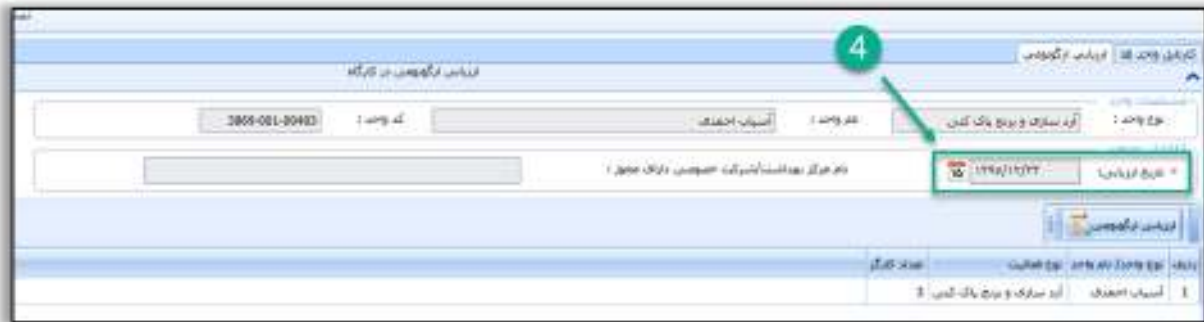 4
کارتابل واحد ها ارزیابی ارگونومی
ارزیابی ارگونومی در کارگاه
نوع واحد : آرد سازی و برنج پاک کنی نام واحد : آسیاب احمدی کد واحد :
* تاریخ ارزیابی: نام مرکز بهداشت/شرکت خصوصی دارای مجوز :
ارزیابی ارگونومی
ردیف نوع واحد/ نام واحد نوع فعالیت تعداد کارگر
1 آسیاب احمدی آرد سازی و برنج پاک کنی 3